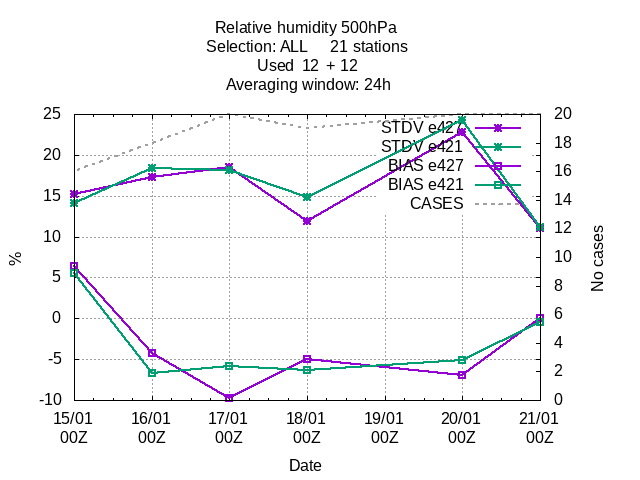 Relative humidity 500hPa
Selection: ALL 21 stations
Used 12 + 12
Averaging window: 24h
25
20
15
10
5
0
-5
-10
%
20
18
16
14
12
10
8
6
4
2
0
No cases
STDV e427
STDV e421
BIAS e427
BIAS e421
CASES
15/01 16/01 17/01 18/01 19/01 20/01 21/01
00Z 00Z 00Z 00Z 00Z 00Z 00Z
Date